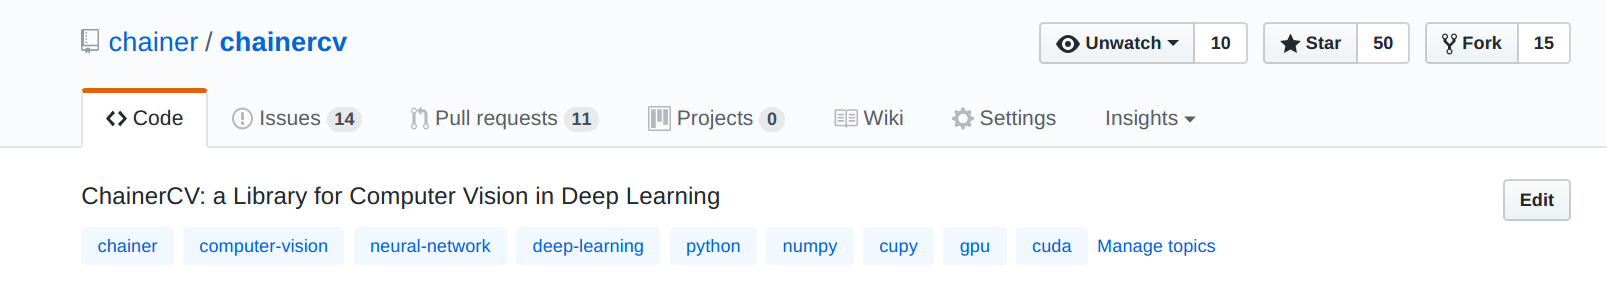 chainer / chainercv Unwatch 10 Star 50 Fork 15
Code Issues 14 Pull requests 11 Projects 0 Wiki Settings Insights
ChainerCV: a Library for Computer Vision in Deep Learning Edit
chainer computer-vision neural-network deep-learning python numpy cupy gpu cuda Manage topics